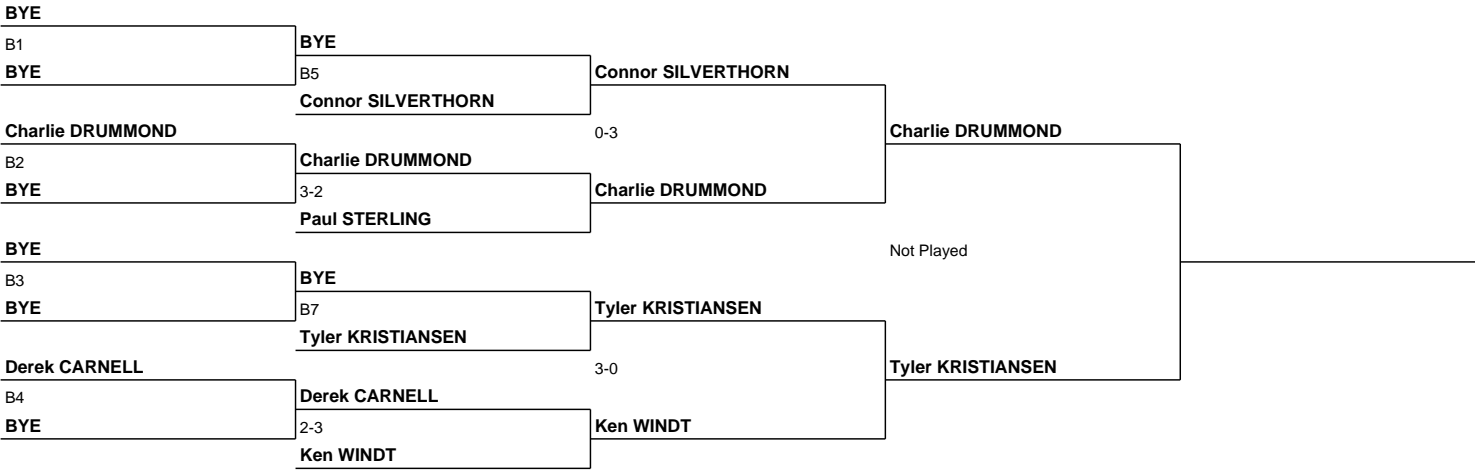 BYE
B1
BYE
BYE
B5
Connor SILVERTHORN
Connor SILVERTHORN
Charlie DRUMMOND
0-3
Charlie DRUMMOND
B2
Charlie DRUMMOND
BYE
3-2
Charlie DRUMMOND
Paul STERLING
BYE
Not Played
B3
BYE
BYE
B7
Tyler KRISTIANSEN
Tyler KRISTIANSEN
Derek CARNELL
3-0
Tyler KRISTIANSEN
B4
Derek CARNELL
BYE
2-3
Ken WINDT
Ken WINDT